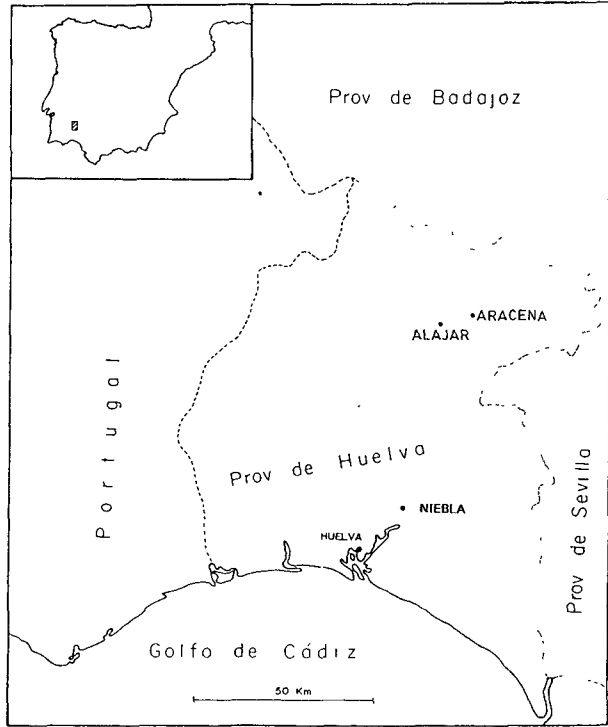 Prov de Badajoz
ARACENA
ALAJAR
Portugal
Prov de Huelva
NIEBLA
HUELVA
Prov de Sevilla
Golfo de Cádiz
50 Km